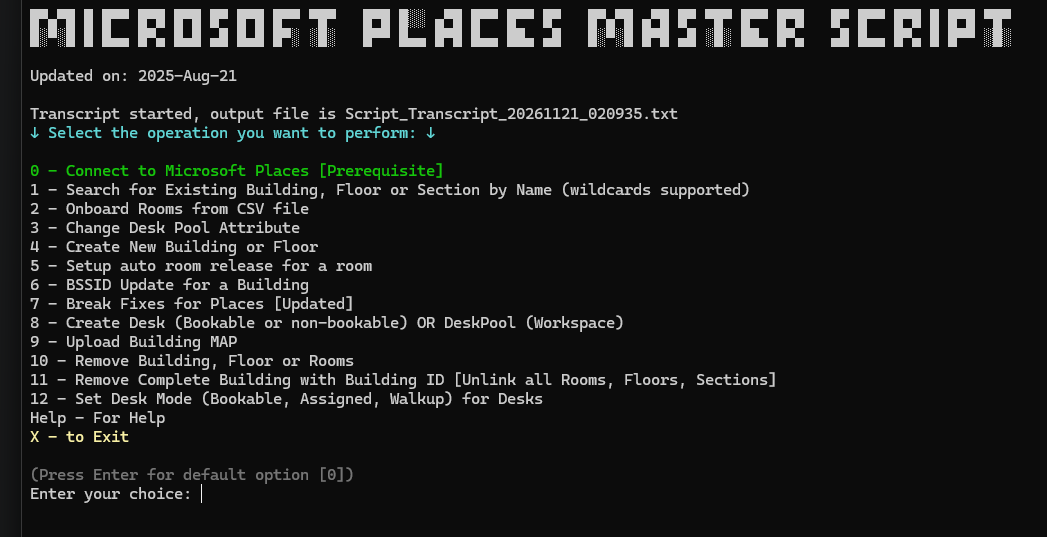 MICROSOFT PLACES MASTER SCRIPT
Updated on: 2025-Aug-21
Transcript started, output file is Script_Transcript_20261121_020935.txt
↓ Select the operation you want to perform: ↓
0 - Connect to Microsoft Places [Prerequisite]
1 - Search for Existing Building, Floor or Section by Name (wildcards supported)
2 - Onboard Rooms from CSV file
3 - Change Desk Pool Attribute
4 - Create New Building or Floor
5 - Setup auto room release for a room
6 - BSSID Update for a Building
7 - Break Fixes for Places [Updated]
8 - Create Desk (Bookable or non-bookable) OR DeskPool (Workspace)
9 - Upload Building MAP
10 - Remove Building, Floor or Rooms
11 - Remove Complete Building with Building ID [Unlink all Rooms, Floors, Sections]
12 - Set Desk Mode (Bookable, Assigned, Walkup) for Desks
Help - For Help
X - to Exit
(Press Enter for default option [0])
Enter your choice: